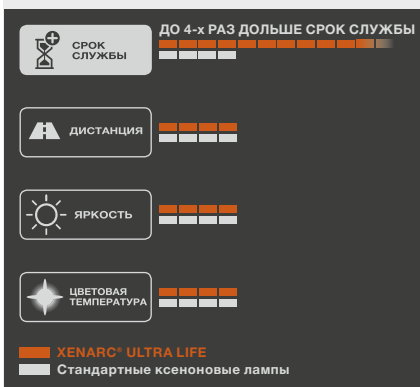 ДО 4-х РАЗ ДОЛЬШЕ СРОК СЛУЖБЫ
СРОК
СЛУЖБЫ
ДИСТАНЦИЯ
ЯРКОСТЬ
ЦВЕТОВАЯ
ТЕМПЕРАТУРА
XENARC® ULTRA LIFE
Стандартные ксеноновые лампы